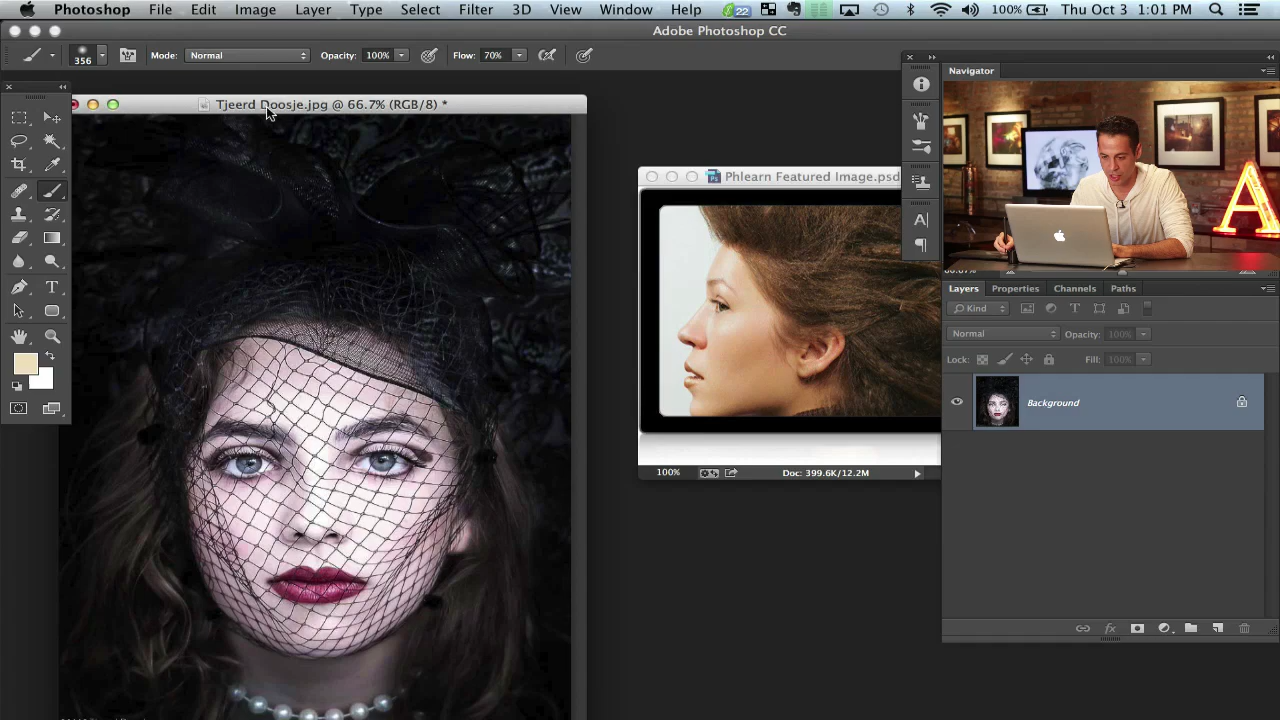 Photoshop File Edit Image Layer Type Select Filter 3D View Window Help 22 100% Thu Oct 3 1:01 PM
Adobe Photoshop CC
356 Mode: Normal Opacity: 100% Flow: 70%
Navigator
Tjeerd Doosje.jpg @ 66.7% (RGB/8) *
Phlearn Featured Image.psd
A
Layers Properties Channels Paths
Kind
Normal Opacity: 100%
Lock: Fill: 100%
Background
100% Doc: 399.6K/12.2M